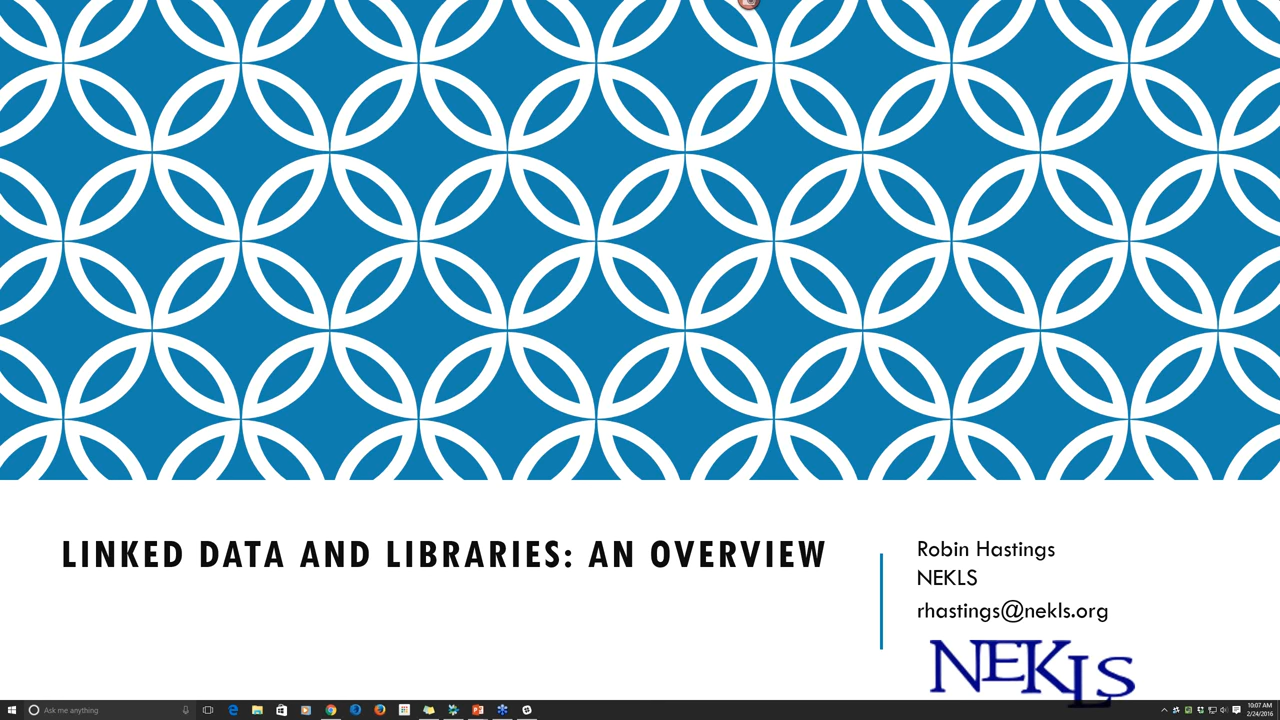 LINKED DATA AND LIBRARIES: AN OVERVIEW
Robin Hastings
NEKLS
rhastings@nekls.org
NEKLS
Ask me anything
10:07 AM
2/24/2016